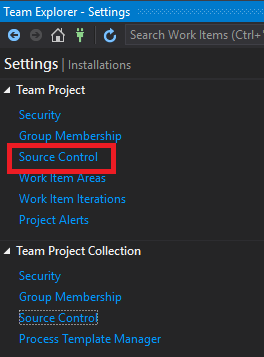 Team Explorer - Settings
Search Work Items (Ctrl+'
Settings | Installations
Team Project
Security
Group Membership
Source Control
Work Item Areas
Work Item Iterations
Project Alerts
Team Project Collection
Security
Group Membership
Source Control
Process Template Manager